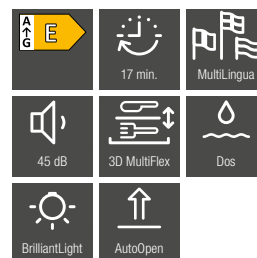 A
G
E
17 min.
MultiLingua
45 dB
3D MultiFlex
Dos
BrilliantLight
AutoOpen